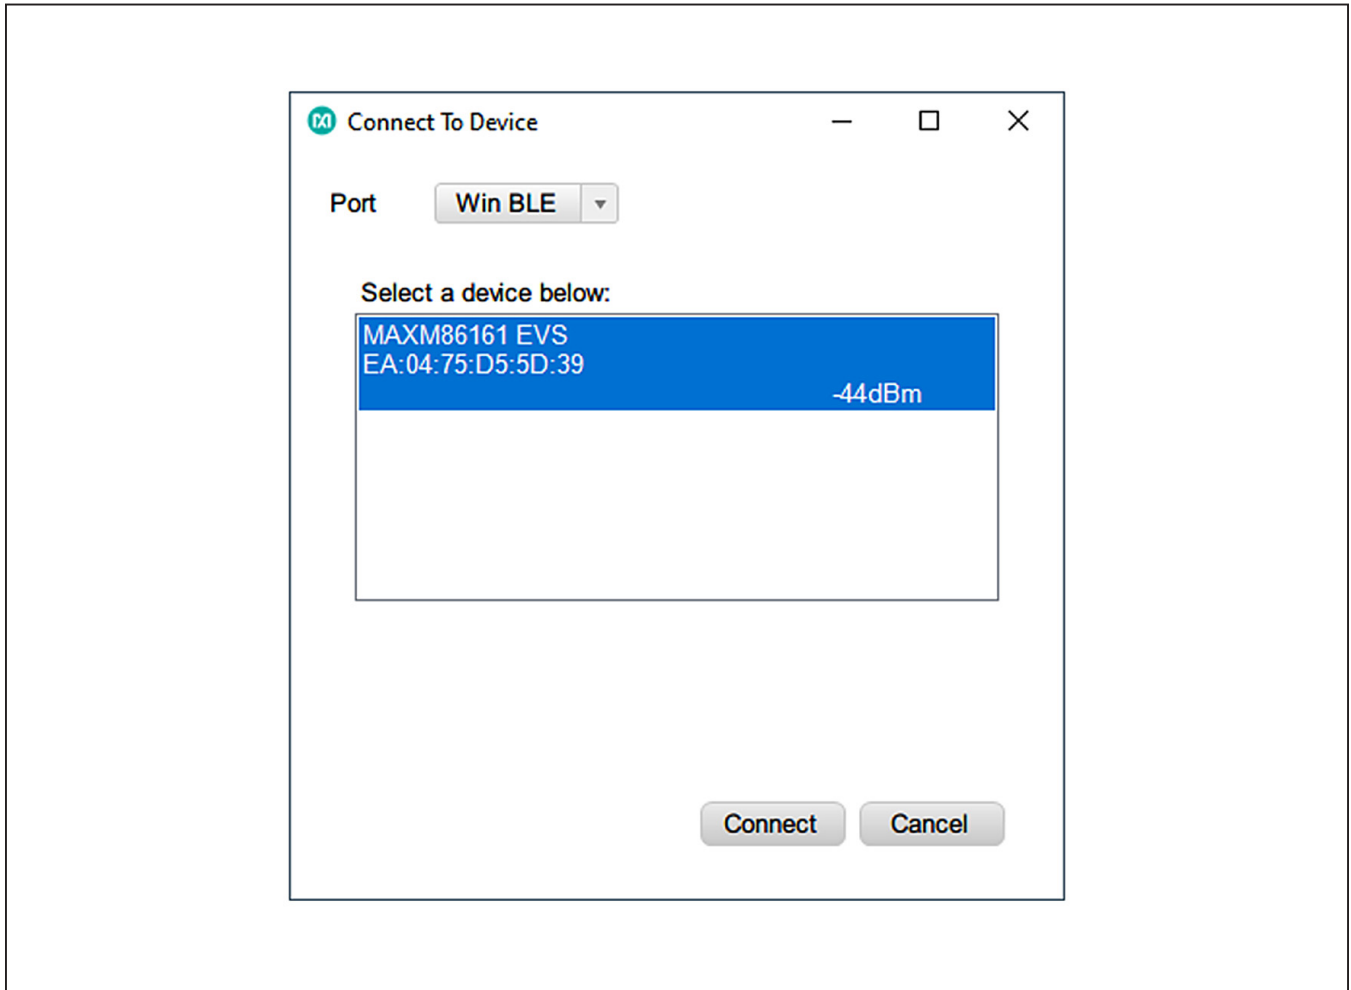 Connect To Device
Port Win BLE
Select a device below:
MAXM86161 EVS
EA:04:75:D5:5D:39
-44dBm
Connect Cancel